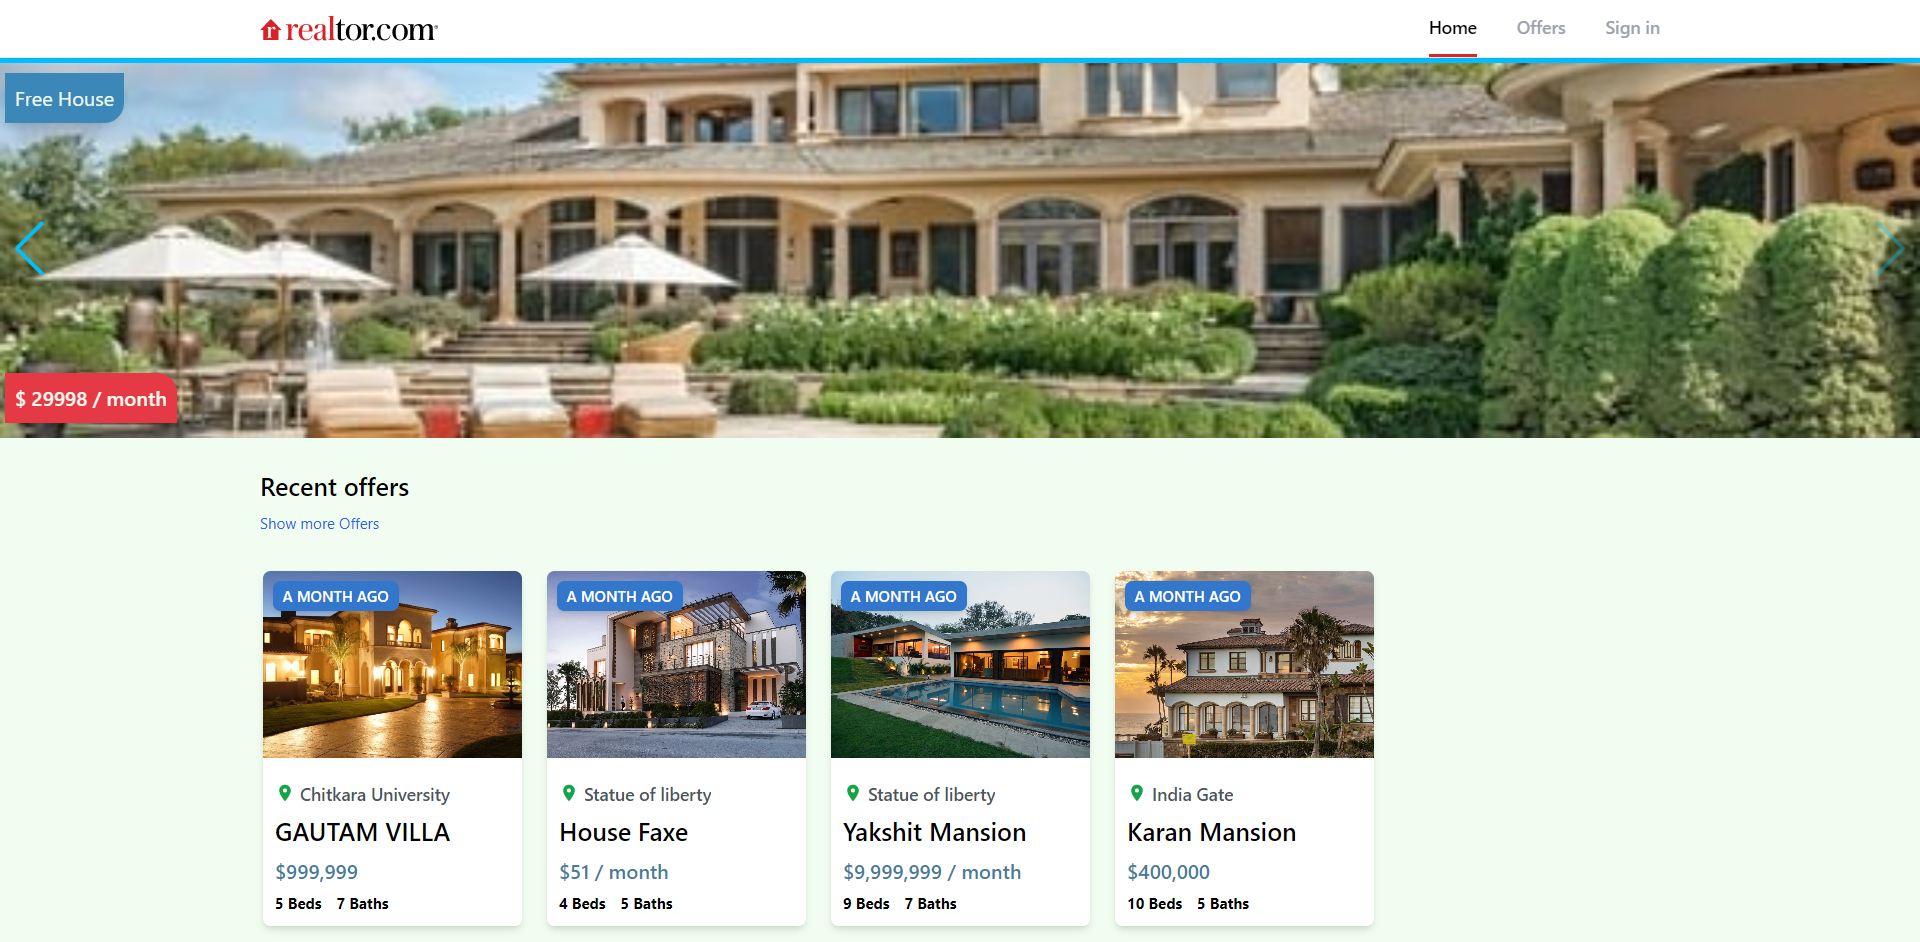 realtor.com
Home
Offers
Sign in
Free House
$ 29998 / month
Recent offers
Show more Offers
A MONTH AGO
Chitkara University
GAUTAM VILLA
$999,999
5 Beds 7 Baths
A MONTH AGO
Statue of liberty
House Faxe
$51 / month
4 Beds 5 Baths
A MONTH AGO
Statue of liberty
Yakshit Mansion
$9,999,999 / month
9 Beds 7 Baths
A MONTH AGO
India Gate
Karan Mansion
$400,000
10 Beds 5 Baths